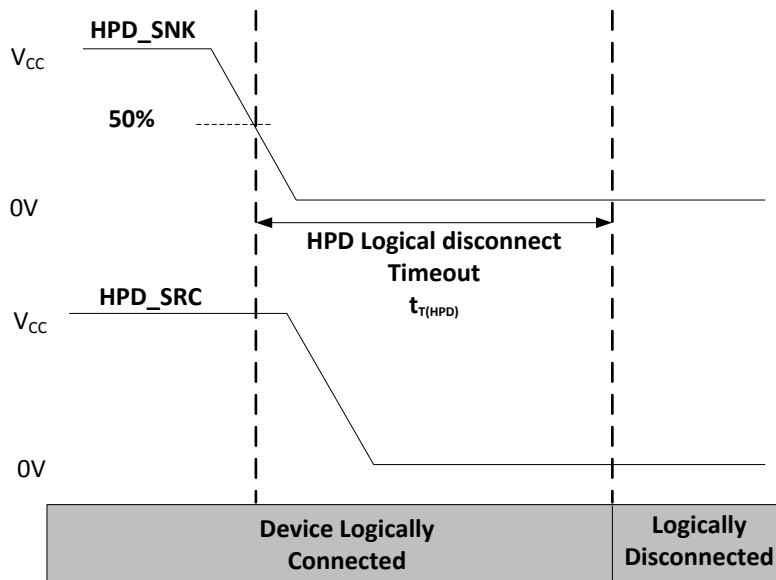 HPD_SNK
VCC
50%
0V
HPD Logical disconnect
Timeout
tT(HPD)
HPD_SRC
VCC
0V
Device Logically
Connected
Logically
Disconnected